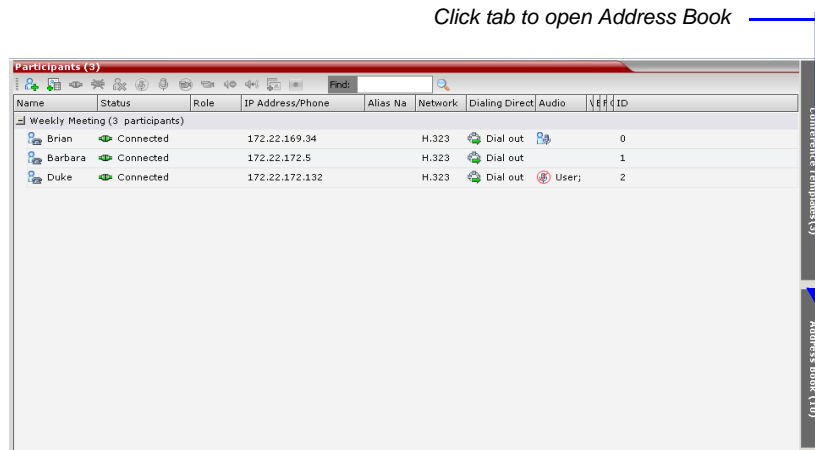 Click tab to open Address Book
Participants (3)
Find:
Name Status Role IP Address/Phone Alias Na Network Dialing Direct Audio V E F C ID
Weekly Meeting (3 participants)
Brian Connected 172.22.169.34 H.323 Dial out 0
Barbara Connected 172.22.172.5 H.323 Dial out 1
Duke Connected 172.22.172.132 H.323 Dial out User; 2
Conference Templates(3)
Address Book (10)